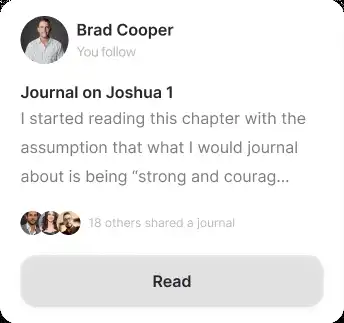 Brad Cooper
You follow
Journal on Joshua 1
I started reading this chapter with the
assumption that what I would journal
about is being “strong and courag...
18 others shared a journal
Read